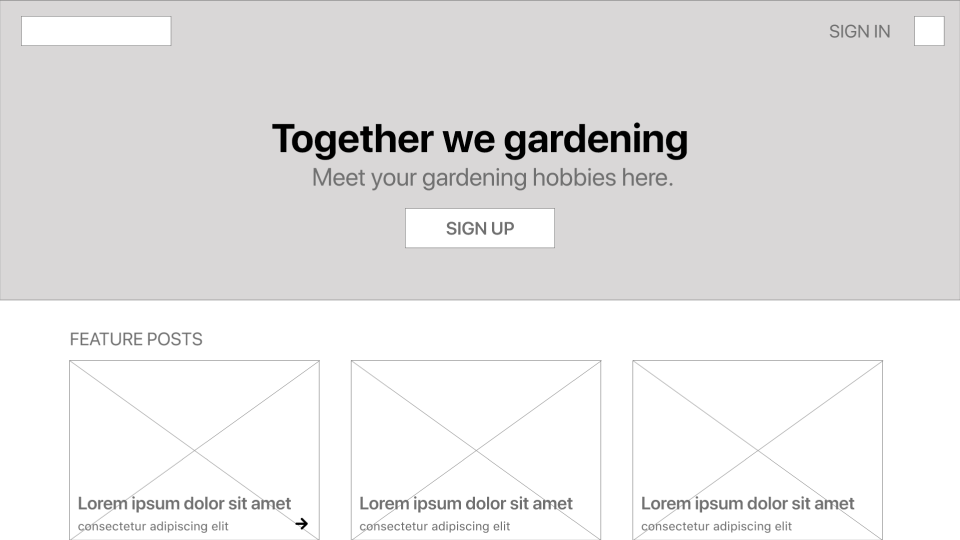 SIGN IN
Together we gardening
Meet your gardening hobbies here.
SIGN UP
FEATURE POSTS
Lorem ipsum dolor sit amet
consectetur adipiscing elit
Lorem ipsum dolor sit amet
consectetur adipiscing elit
Lorem ipsum dolor sit amet
consectetur adipiscing elit